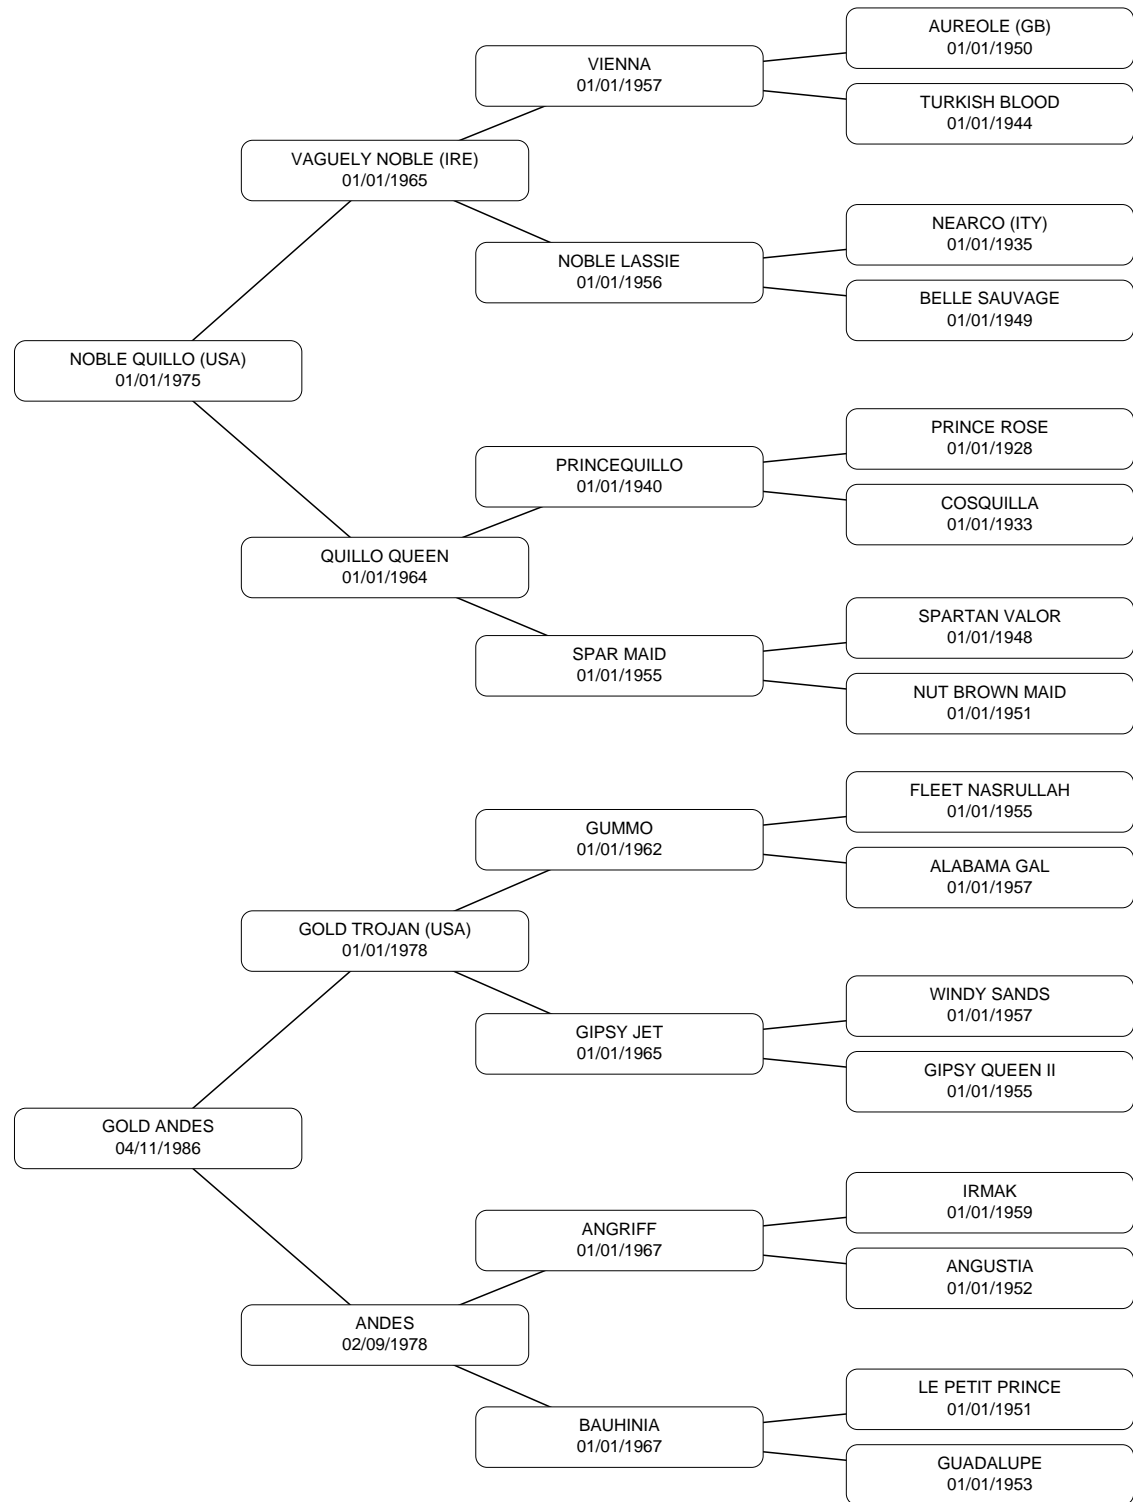 AUREOLE (GB)
01/01/1950
VIENNA
01/01/1957
TURKISH BLOOD
01/01/1944
VAGUELY NOBLE (IRE)
01/01/1965
NEARCO (ITY)
01/01/1935
NOBLE LASSIE
01/01/1956
BELLE SAUVAGE
01/01/1949
NOBLE QUILLO (USA)
01/01/1975
PRINCE ROSE
01/01/1928
PRINCEQUILLO
01/01/1940
COSQUILLA
01/01/1933
QUILLO QUEEN
01/01/1964
SPARTAN VALOR
01/01/1948
SPAR MAID
01/01/1955
NUT BROWN MAID
01/01/1951
FLEET NASRULLAH
01/01/1955
GUMMO
01/01/1962
ALABAMA GAL
01/01/1957
GOLD TROJAN (USA)
01/01/1978
WINDY SANDS
01/01/1957
GIPSY JET
01/01/1965
GIPSY QUEEN II
01/01/1955
GOLD ANDES
04/11/1986
IRMAK
01/01/1959
ANGRIFF
01/01/1967
ANGUSTIA
01/01/1952
ANDES
02/09/1978
LE PETIT PRINCE
01/01/1951
BAUHINIA
01/01/1967
GUADALUPE
01/01/1953